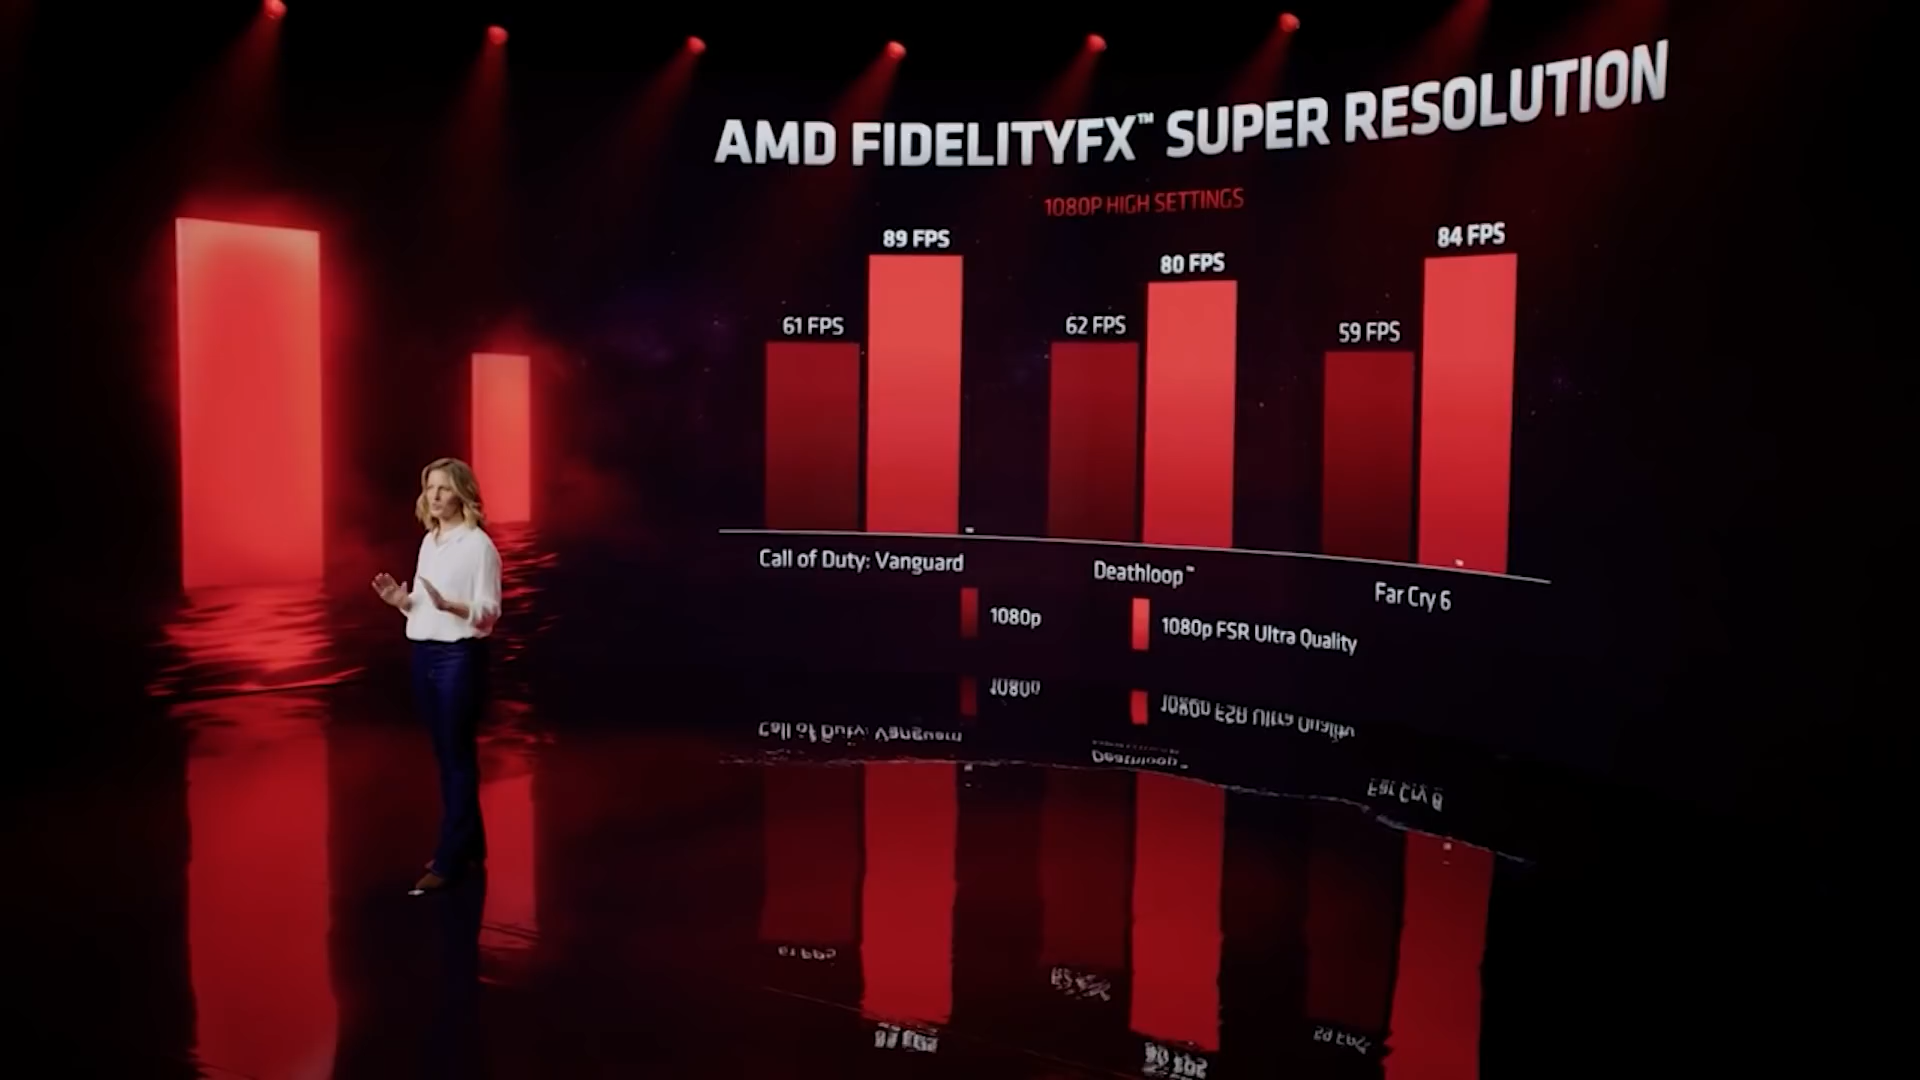 AMD FIDELITYFX™ SUPER RESOLUTION
1080P HIGH SETTINGS
89 FPS
80 FPS
84 FPS
61 FPS
62 FPS
59 FPS
Call of Duty: Vanguard
Deathloop™
Far Cry 6
1080p
1080p FSR Ultra Quality